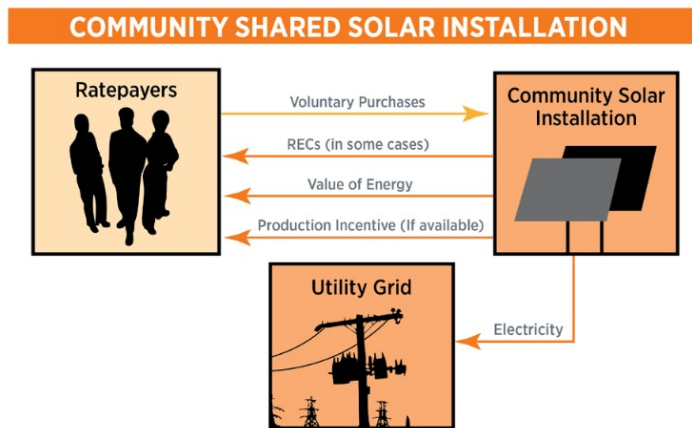 COMMUNITY SHARED SOLAR INSTALLATION
Ratepayers
Voluntary Purchases
RECs (in some cases)
Value of Energy
Production Incentive (If available)
Community Solar
Installation
Utility Grid
Electricity